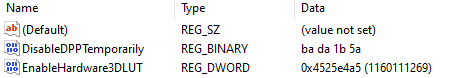 Name Type Data
(Default) REG_SZ (value not set)
DisableDPPTemporarily REG_BINARY ba da 1b 5a
EnableHardware3DLUT REG_DWORD 0x4525e4a5 (1160111269)